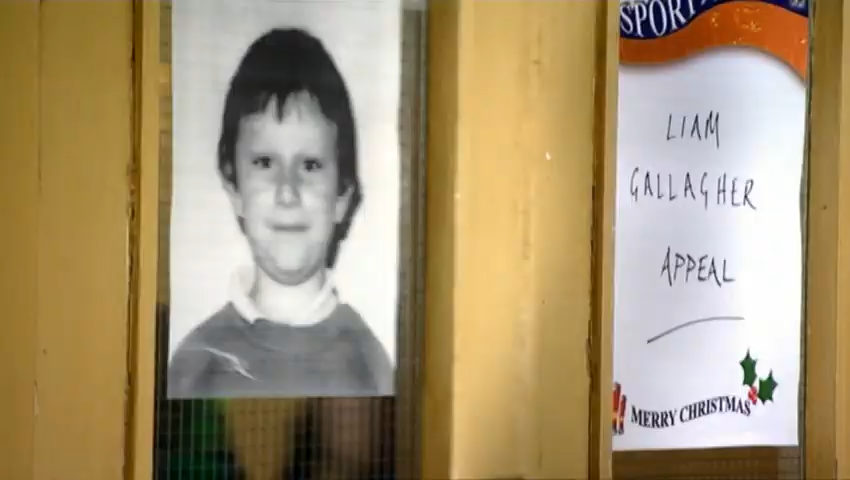 SPORT
LIAM
GALLAGHER
APPEAL
MERRY CHRISTMAS